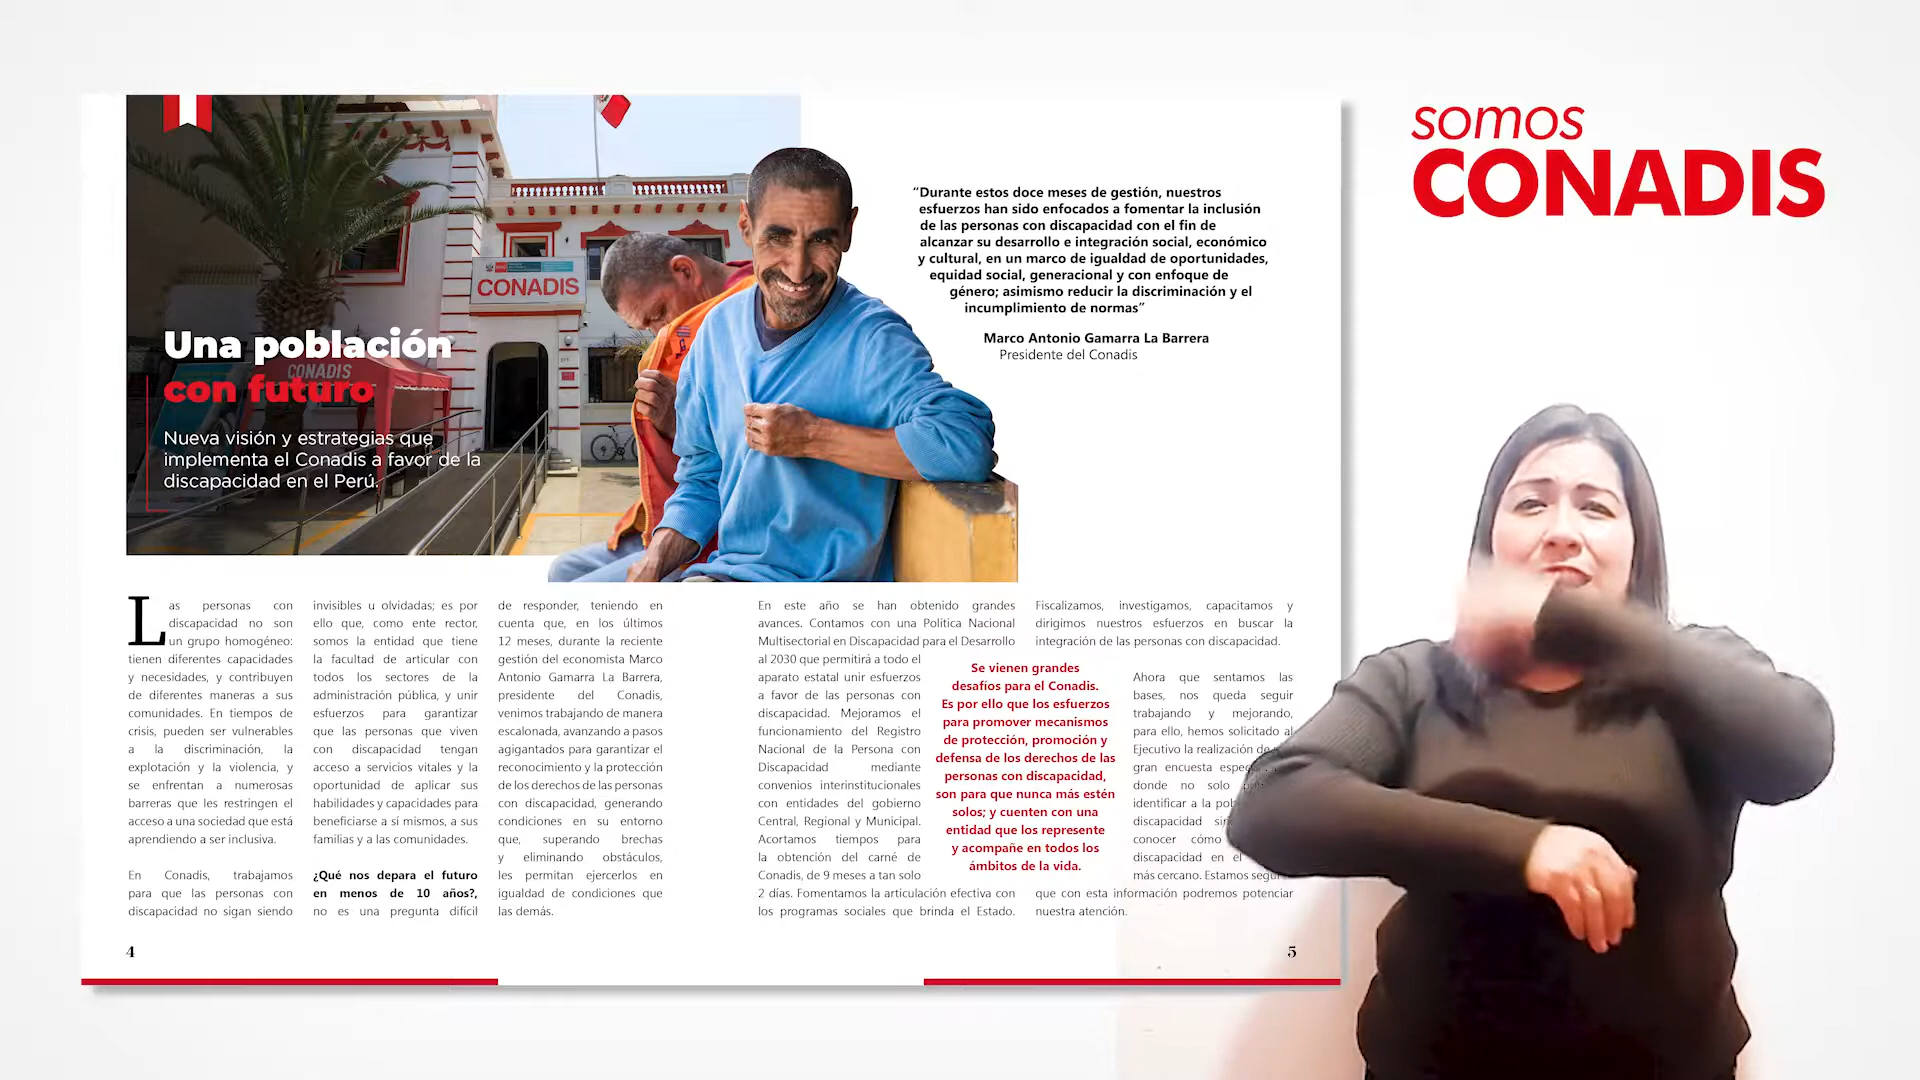 somos
CONADIS
CONADIS
CONADIS
Una población
con futuro
Nueva visión y estrategias que
implementa el Conadis a favor de la
discapacidad en el Perú.
“Durante estos doce meses de gestión, nuestros
esfuerzos han sido enfocados a fomentar la inclusión
de las personas con discapacidad con el fin de
alcanzar su desarrollo e integración social, económico
y cultural, en un marco de igualdad de oportunidades,
equidad social, generacional y con enfoque de
género; asimismo reducir la discriminación y el
incumplimiento de normas”
Marco Antonio Gamarra La Barrera
Presidente del Conadis
Las personas con
discapacidad no son
un grupo homogéneo:
tienen diferentes capacidades
y necesidades, y contribuyen
de diferentes maneras a sus
comunidades. En tiempos de
crisis, pueden ser vulnerables
a la discriminación, la
explotación y la violencia, y
se enfrentan a numerosas
barreras que les restringen el
acceso a una sociedad que está
aprendiendo a ser inclusiva.
En Conadis, trabajamos
para que las personas con
discapacidad no sigan siendo
invisibles u olvidadas; es por
ello que, como ente rector,
somos la entidad que tiene
la facultad de articular con
todos los sectores de la
administración pública, y unir
esfuerzos para garantizar
que las personas que viven
con discapacidad tengan
acceso a servicios vitales y la
oportunidad de aplicar sus
habilidades y capacidades para
beneficiarse a sí mismos, a sus
familias y a las comunidades.
¿Qué nos depara el futuro
en menos de 10 años?,
no es una pregunta difícil
de responder, teniendo en
cuenta que, en los últimos
12 meses, durante la reciente
gestión del economista Marco
Antonio Gamarra La Barrera,
presidente del Conadis,
venimos trabajando de manera
escalonada, avanzando a pasos
agigantados para garantizar el
reconocimiento y la protección
de los derechos de las personas
con discapacidad, generando
condiciones en su entorno
que, superando brechas
y eliminando obstáculos,
les permitan ejercerlos en
igualdad de condiciones que
las demás.
En este año se han obtenido grandes
avances. Contamos con una Política Nacional
Multisectorial en Discapacidad para el Desarrollo
al 2030 que permitirá a todo el
aparato estatal unir esfuerzos
a favor de las personas con
discapacidad. Mejoramos el
funcionamiento del Registro
Nacional de la Persona con
Discapacidad mediante
convenios interinstitucionales
con entidades del gobierno
Central, Regional y Municipal.
Acortamos tiempos para
la obtención del carné de
Conadis, de 9 meses a tan solo
2 días. Fomentamos la articulación efectiva con
los programas sociales que brinda el Estado.
Se vienen grandes
desafíos para el Conadis.
Es por ello que los esfuerzos
para promover mecanismos
de protección, promoción y
defensa de los derechos de las
personas con discapacidad,
son para que nunca más estén
solos; y cuenten con una
entidad que los represente
y acompañe en todos los
ámbitos de la vida.
Fiscalizamos, investigamos, capacitamos y
dirigimos nuestros esfuerzos en buscar la
integración de las personas con discapacidad.
Ahora que sentamos las
bases, nos queda seguir
trabajando y mejorando,
para ello, hemos solicitado al
Ejecutivo la realización de
gran encuesta
donde no solo
identificar a la
discapacidad
conocer cómo
discapacidad en el
más cercano. Estamos
que con esta información podremos potenciar
nuestra atención.
4
5